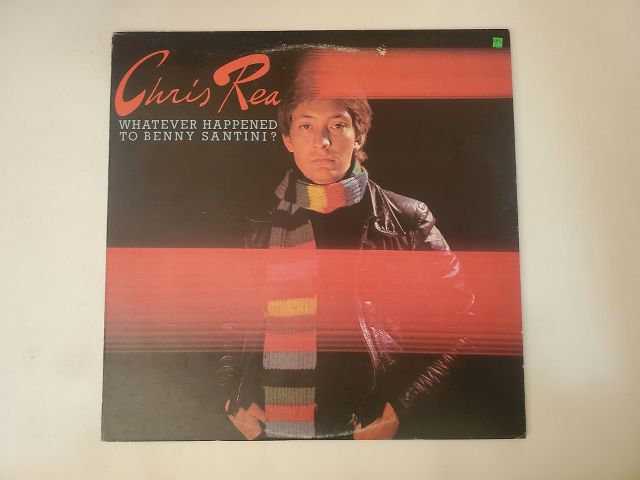 Chris Rea
WHATEVER HAPPENED
TO BENNY SANTINI?